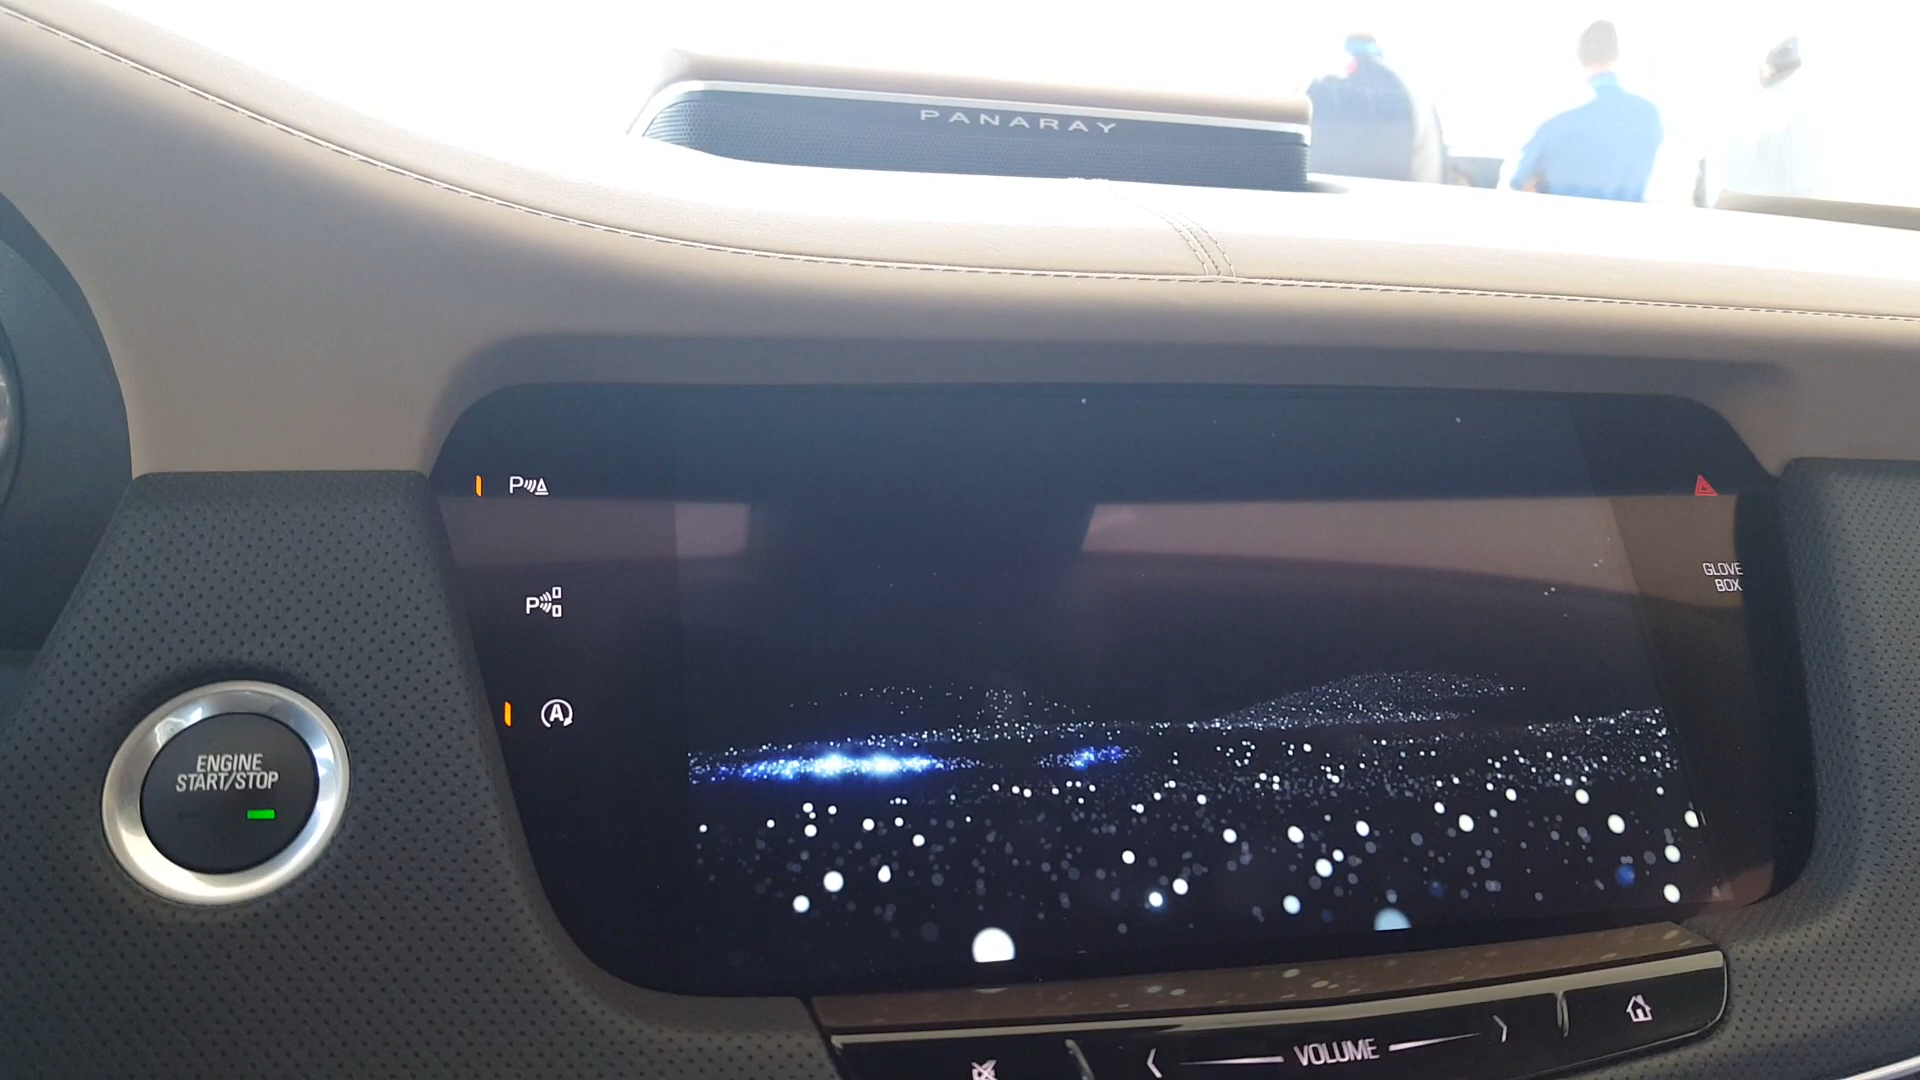 PANARAY
P
GLOVE
BOX
P
A
ENGINE
START/STOP
VOLUME